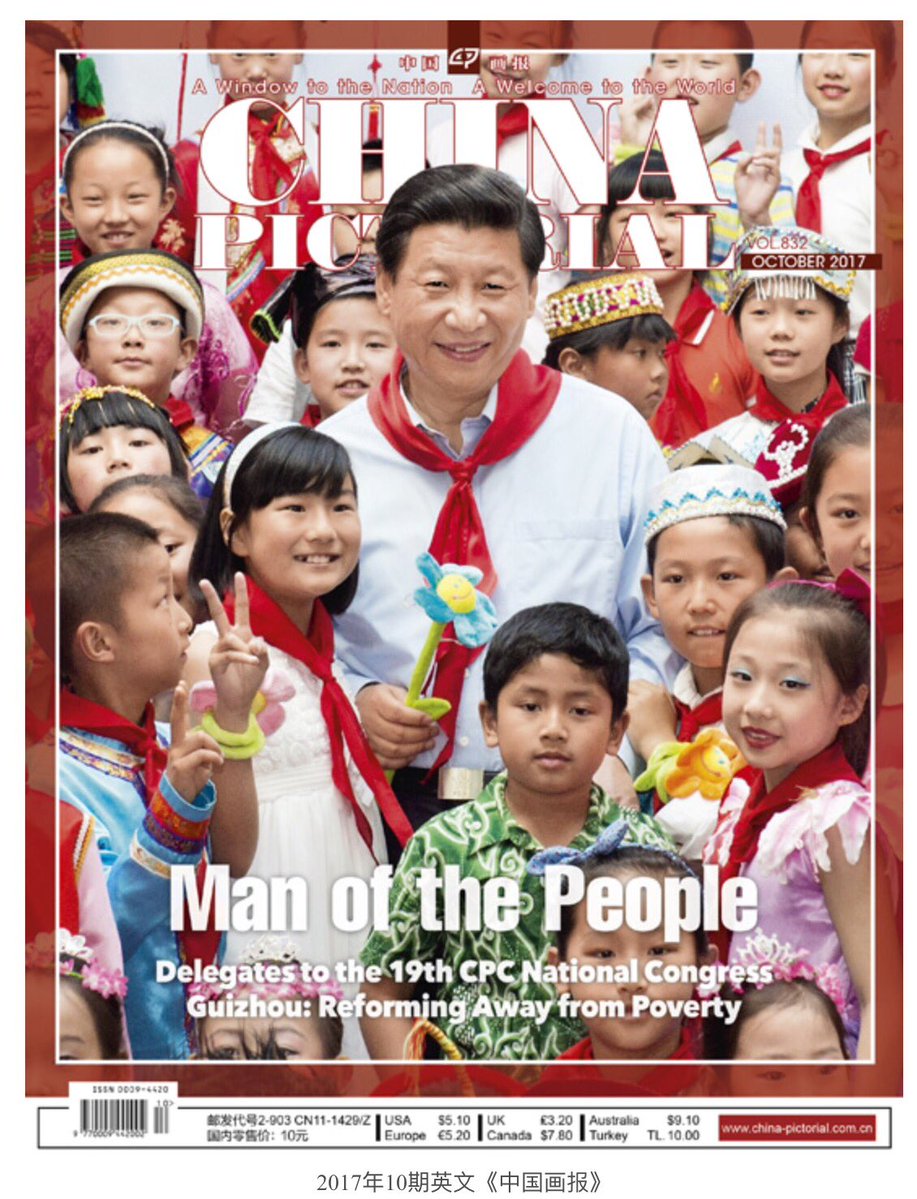 中国 画报
A Window to the Nation A Welcome to the World
CHINA
PICTORIAL
VOL.832
OCTOBER 2017
Man of the People
Delegates to the 19th CPC National Congress
Guizhou: Reforming Away from Poverty
ISSN 0009-4420
10>
9 770009 442002
邮发代号2-903 CN11-1429/Z
国内零售价：10元
USA $5.10
Europe €5.20
UK £3.20
Canada $7.80
Australia $9.10
Turkey TL. 10.00
www.china-pictorial.com.cn
2017年10期英文《中国画报》